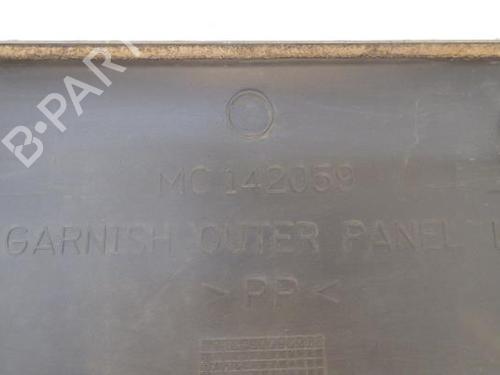 B-PARTS
MC 142059
GARNISH OUTER PANEL
>PP<